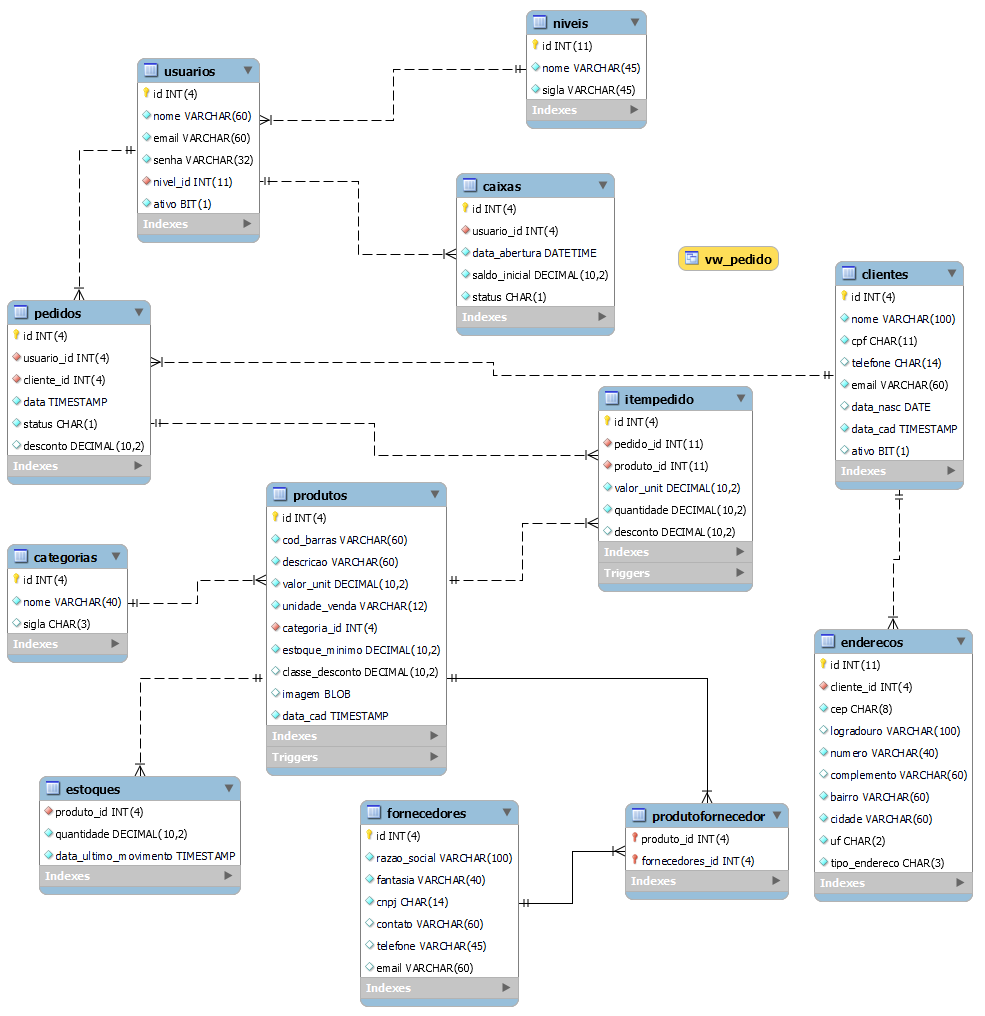 niveis
id INT(11)
nome VARCHAR(45)
sigla VARCHAR(45)
Indexes
usuarios
id INT(4)
nome VARCHAR(60)
email VARCHAR(60)
senha VARCHAR(32)
nivel_id INT(11)
ativo BIT(1)
Indexes
caixas
id INT(4)
usuario_id INT(4)
data_abertura DATETIME
saldo_inicial DECIMAL(10,2)
status CHAR(1)
Indexes
vw_pedido
clientes
id INT(4)
nome VARCHAR(100)
cpf CHAR(11)
telefone CHAR(14)
email VARCHAR(60)
data_nasc DATE
data_cad TIMESTAMP
ativo BIT(1)
Indexes
pedidos
id INT(4)
usuario_id INT(4)
cliente_id INT(4)
data TIMESTAMP
status CHAR(1)
desconto DECIMAL(10,2)
Indexes
itempedido
id INT(4)
pedido_id INT(11)
produto_id INT(11)
valor_unit DECIMAL(10,2)
quantidade DECIMAL(10,2)
desconto DECIMAL(10,2)
Indexes
Triggers
produtos
id INT(4)
cod_barras VARCHAR(60)
descricao VARCHAR(60)
valor_unit DECIMAL(10,2)
unidade_venda VARCHAR(12)
categoria_id INT(4)
estoque_minimo DECIMAL(10,2)
classe_desconto DECIMAL(10,2)
imagem BLOB
data_cad TIMESTAMP
Indexes
Triggers
categorias
id INT(4)
nome VARCHAR(40)
sigla CHAR(3)
Indexes
enderecos
id INT(11)
cliente_id INT(4)
cep CHAR(8)
logradouro VARCHAR(100)
numero VARCHAR(40)
complemento VARCHAR(60)
bairro VARCHAR(60)
cidade VARCHAR(60)
uf CHAR(2)
tipo_endereco CHAR(3)
Indexes
estoques
produto_id INT(4)
quantidade DECIMAL(10,2)
data_ultimo_movimento TIMESTAMP
Indexes
fornecedores
id INT(4)
razao_social VARCHAR(100)
fantasia VARCHAR(40)
cnpj CHAR(14)
contato VARCHAR(60)
telefone VARCHAR(45)
email VARCHAR(60)
Indexes
produtofornecedor
produto_id INT(4)
fornecedores_id INT(4)
Indexes